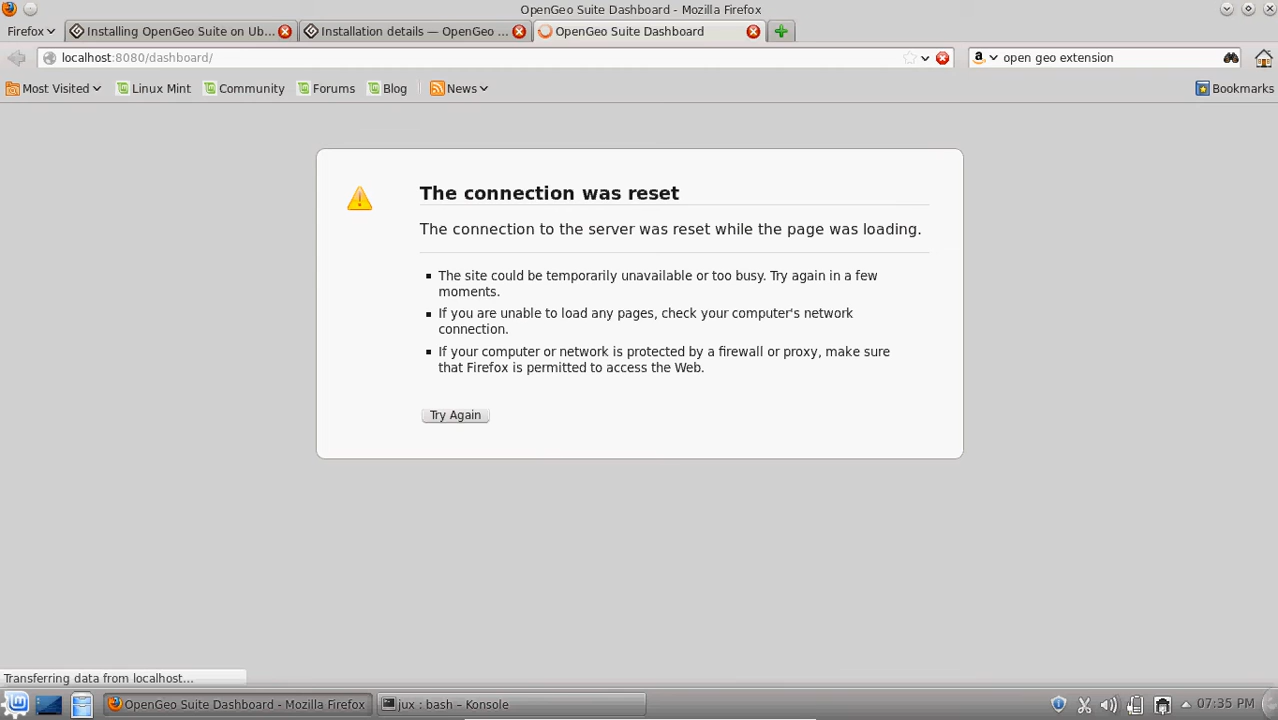 OpenGeo Suite Dashboard - Mozilla Firefox
Firefox
Installing OpenGeo Suite on Ub...
Installation details — OpenGeo ...
OpenGeo Suite Dashboard
localhost:8080/dashboard/
open geo extension
Most Visited
Linux Mint
Community
Forums
Blog
News
Bookmarks
The connection was reset
The connection to the server was reset while the page was loading.
The site could be temporarily unavailable or too busy. Try again in a few
moments.
If you are unable to load any pages, check your computer's network
connection.
If your computer or network is protected by a firewall or proxy, make sure
that Firefox is permitted to access the Web.
Try Again
Transferring data from localhost...
OpenGeo Suite Dashboard - Mozilla Firefox
jux : bash – Konsole
07:35 PM